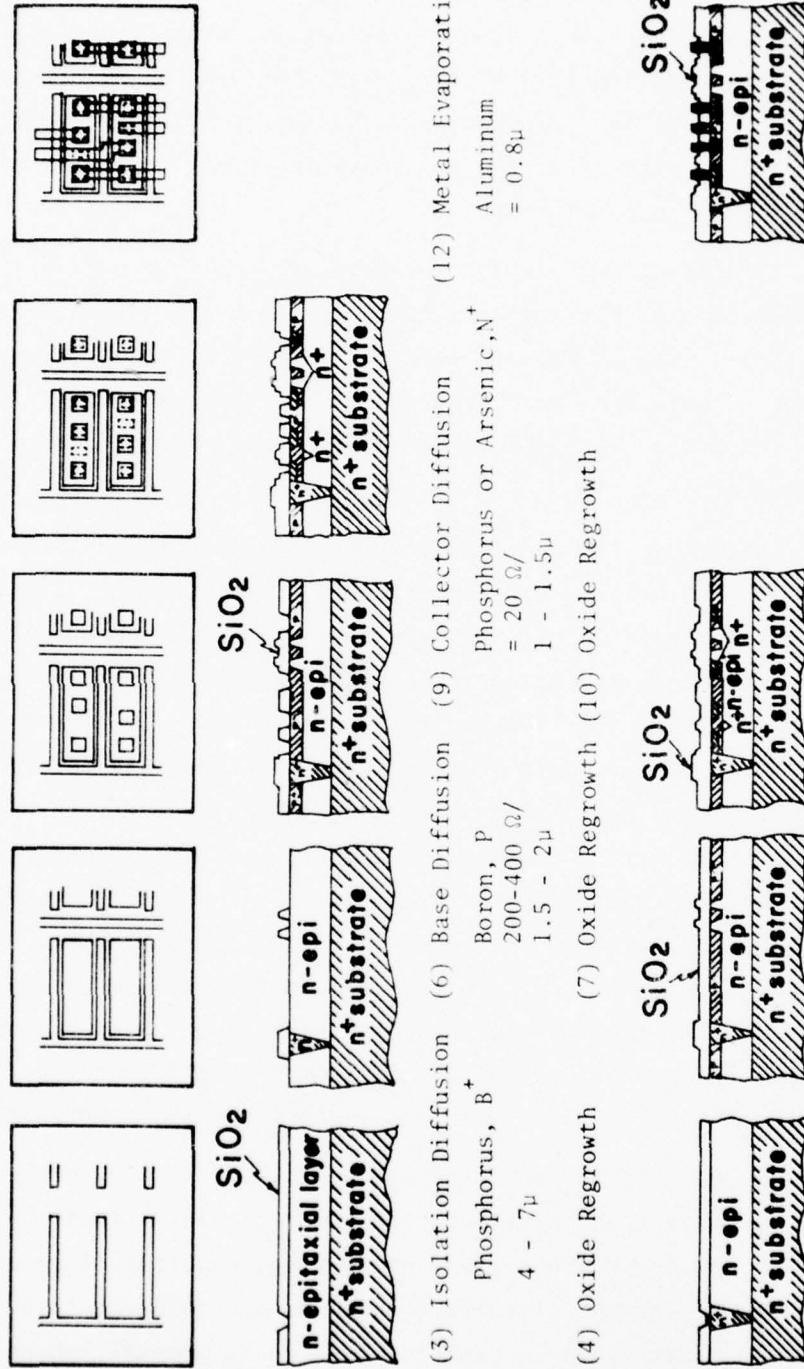 SiO₂
n-epitaxial layer
n⁺substrate
n-epi
n⁺substrate
SiO₂
n-epi
n⁺substrate
n⁺ n⁺
n⁺substrate
(3) Isolation Diffusion (6) Base Diffusion (9) Collector Diffusion (12) Metal Evaporati
Phosphorus, B⁺ Boron, P Phosphorus or Arsenic,N⁺ Aluminum
200-400 Ω/ = 20 Ω/ = 0.8μ
4 - 7μ 1.5 - 2μ 1 - 1.5μ
(4) Oxide Regrowth (7) Oxide Regrowth (10) Oxide Regrowth
n-epi
n⁺substrate
SiO₂
n-epi
n⁺substrate
SiO₂
n⁺n-epi n⁺
n⁺substrate
SiO₂
n-epi
n⁺substrate